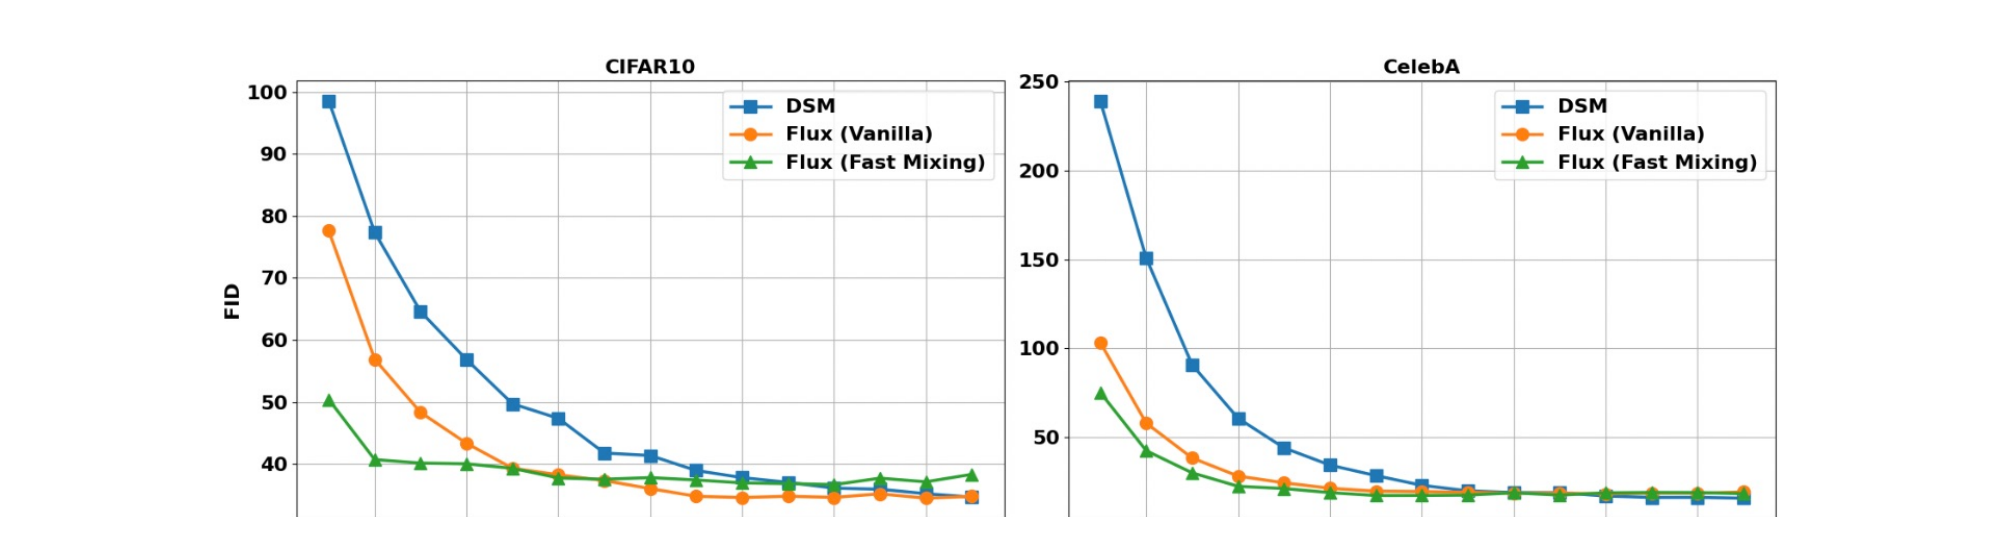 CIFAR10
100
90
80
70
60
50
40
FID
DSM
Flux (Vanilla)
Flux (Fast Mixing)
CelebA
250
200
150
100
50
DSM
Flux (Vanilla)
Flux (Fast Mixing)